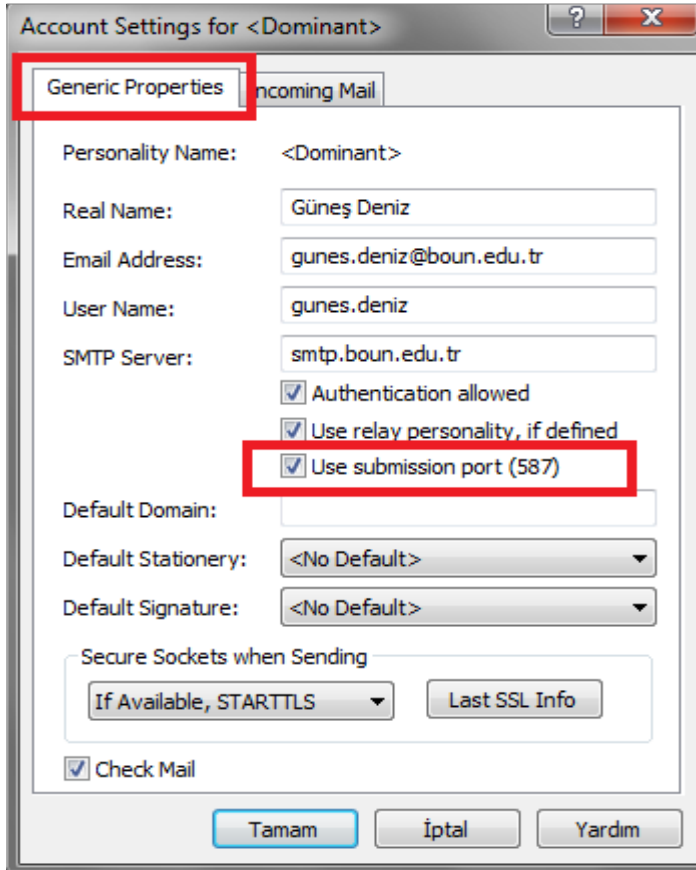 Account Settings for <Dominant>
Generic Properties
ncoming Mail
Personality Name: <Dominant>
Real Name: Güneş Deniz
Email Address: gunes.deniz@boun.edu.tr
User Name: gunes.deniz
SMTP Server: smtp.boun.edu.tr
Authentication allowed
Use relay personality, if defined
Use submission port (587)
Default Domain:
Default Stationery: <No Default>
Default Signature: <No Default>
Secure Sockets when Sending
If Available, STARTTLS
Last SSL Info
Check Mail
Tamam
İptal
Yardım